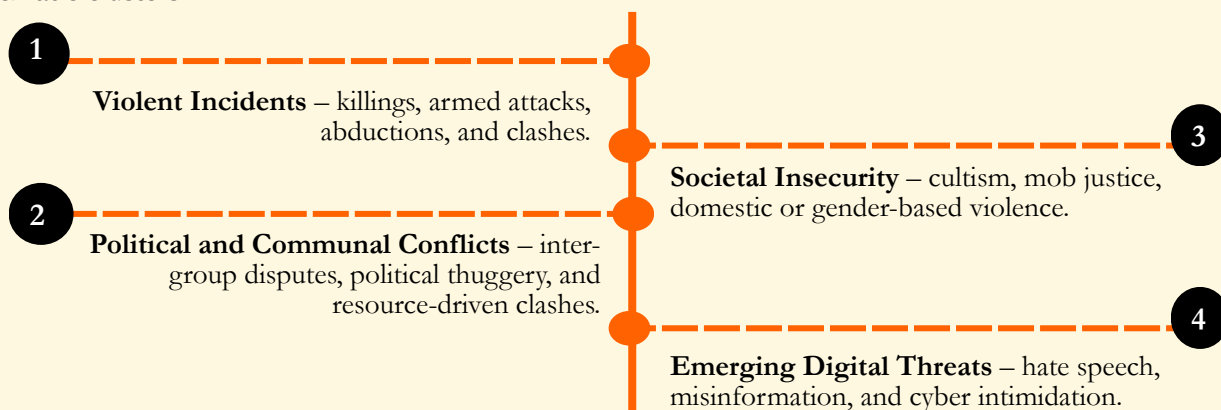 1
Violent Incidents – killings, armed attacks,
abductions, and clashes.
2
Political and Communal Conflicts – inter-
group disputes, political thuggery, and
resource-driven clashes.
3
Societal Insecurity – cultism, mob justice,
domestic or gender-based violence.
4
Emerging Digital Threats – hate speech,
misinformation, and cyber intimidation.